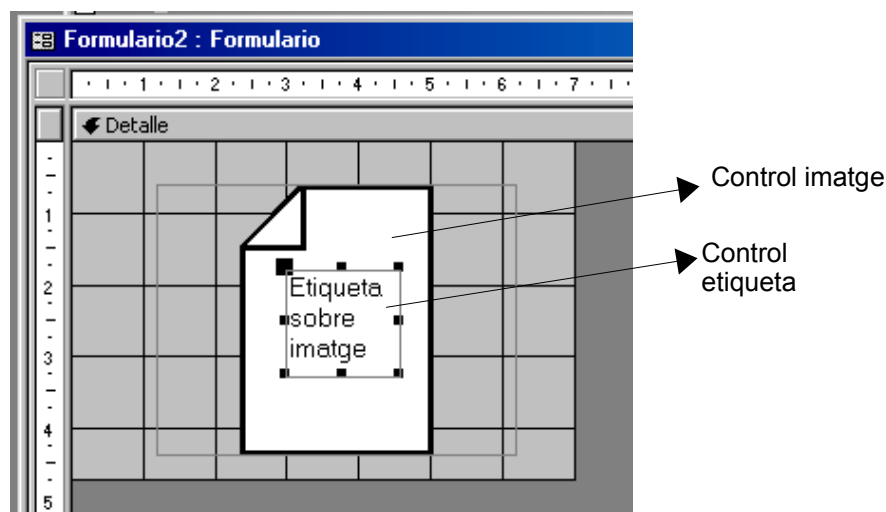 Formulario2 : Formulario
1 2 3 4 5 6 7
Detalle
1
2
3
4
5
Etiqueta
sobre
imatge
Control imatge
Control
etiqueta